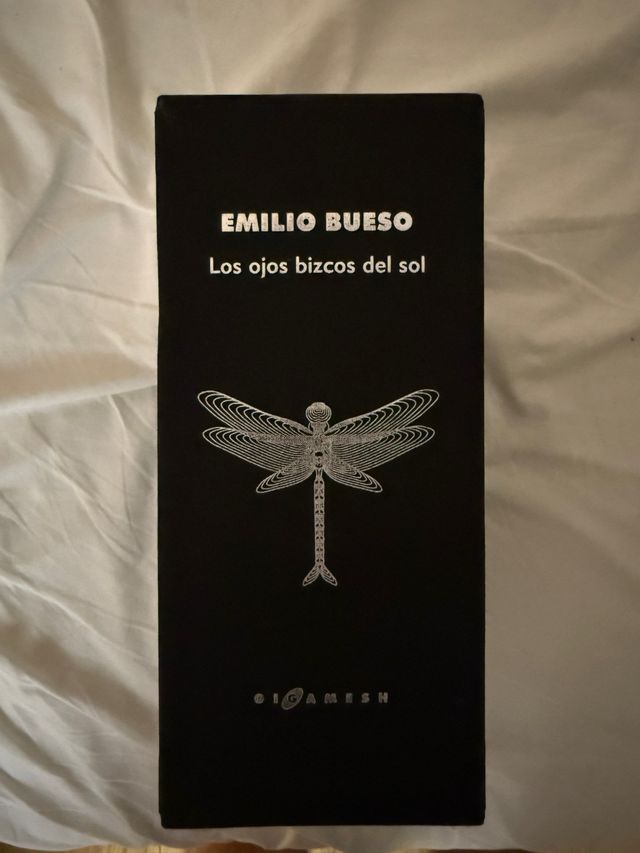 EMILIO BUESO
Los ojos bizcos del sol
GIGAMESH